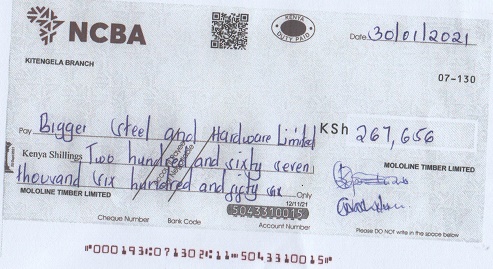 NCBA
KENYA
DUTY PAID
Date 30/01/2021
KITENGELA BRANCH
07-130
Pay Bigger Steel and Hardware Limited KSh 267,656
Kenya Shillings Two hundred and sixty seven
MOLOLINE TIMBER LIMITED
thousand six hundred and fifty six Only
MOLOLINE TIMBER LIMITED
12/11/21
5043310015
Cheque Number Bank Code Account Number
Please DO NOT write in the space below
"000193"071302"11"5043310015"